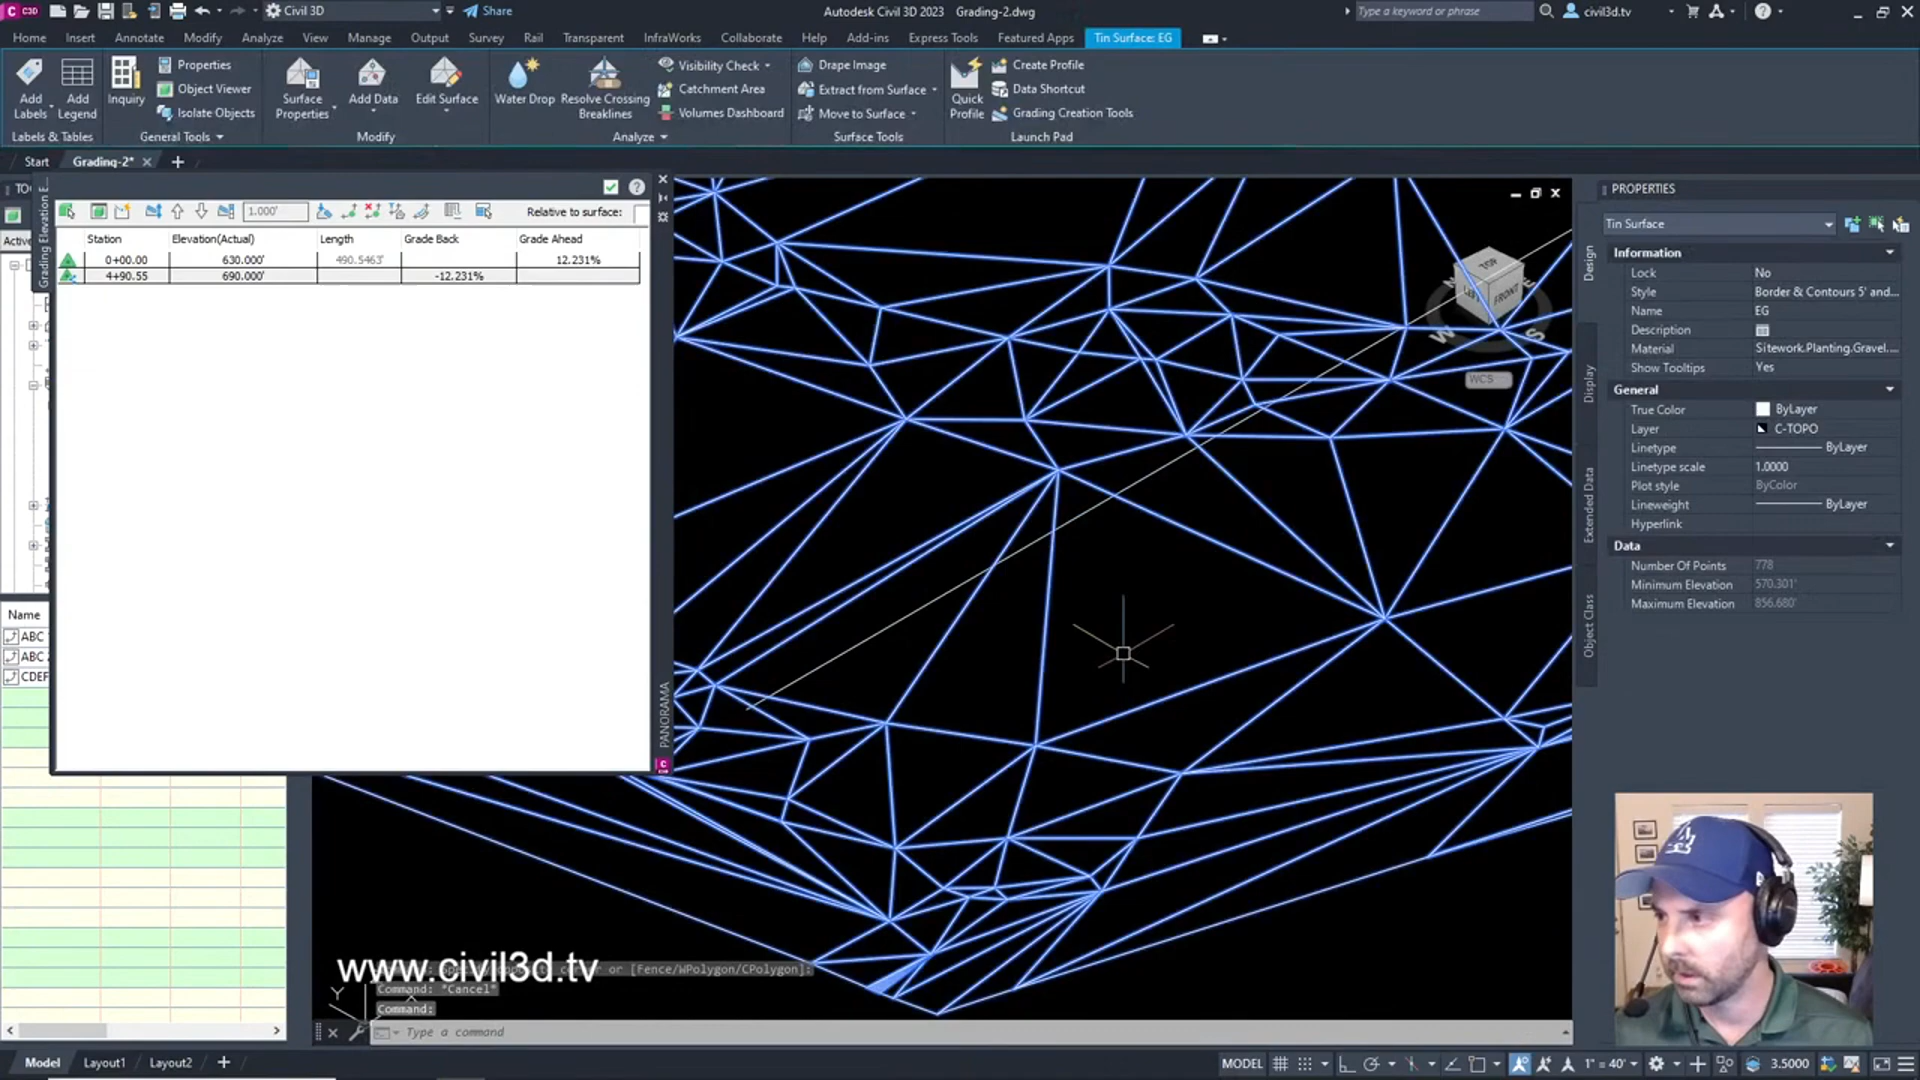 C3D
Civil 3D
Share
Autodesk Civil 3D 2023 Grading-2.dwg
Type a keyword or phrase
civil3d.tv
Home Insert Annotate Modify Analyze View Manage Output Survey Rail Transparent InfraWorks Collaborate Help Add-ins Express Tools Featured Apps Tin Surface: EG
Add Labels
Add Legend
Inquiry
Properties
Object Viewer
Isolate Objects
Surface Properties
Add Data
Edit Surface
Water Drop
Resolve Crossing Breaklines
Visibility Check
Catchment Area
Volumes Dashboard
Drape Image
Extract from Surface
Move to Surface
Quick Profile
Create Profile
Data Shortcut
Grading Creation Tools
Labels & Tables
General Tools
Modify
Analyze
Surface Tools
Launch Pad
Start Grading-2*
Grading Elevation E...
1.000'
Relative to surface:
Station Elevation(Actual) Length Grade Back Grade Ahead
0+00.00 630.000' 490.5463' 12.231%
4+90.55 690.000' -12.231%
PANORAMA
Name
ABC
ABC
CDEF
TOP
LEFT
FRONT
W
S
WCS
PROPERTIES
Tin Surface
Design
Display
Extended Data
Object Class
Information
Lock No
Style Border & Contours 5' and...
Name EG
Description
Material Sitework.Planting.Gravel....
Show Tooltips Yes
General
True Color ByLayer
Layer C-TOPO
Linetype ByLayer
Linetype scale 1.0000
Plot style ByColor
Lineweight ByLayer
Hyperlink
Data
Number Of Points 778
Minimum Elevation 570.301'
Maximum Elevation 856.680'
www.civil3d.tv
or [Fence/WPolygon/CPolygon]:
Command: *Cancel*
Command:
Y
Type a command
Model Layout1 Layout2
MODEL
1" = 40'
3.5000